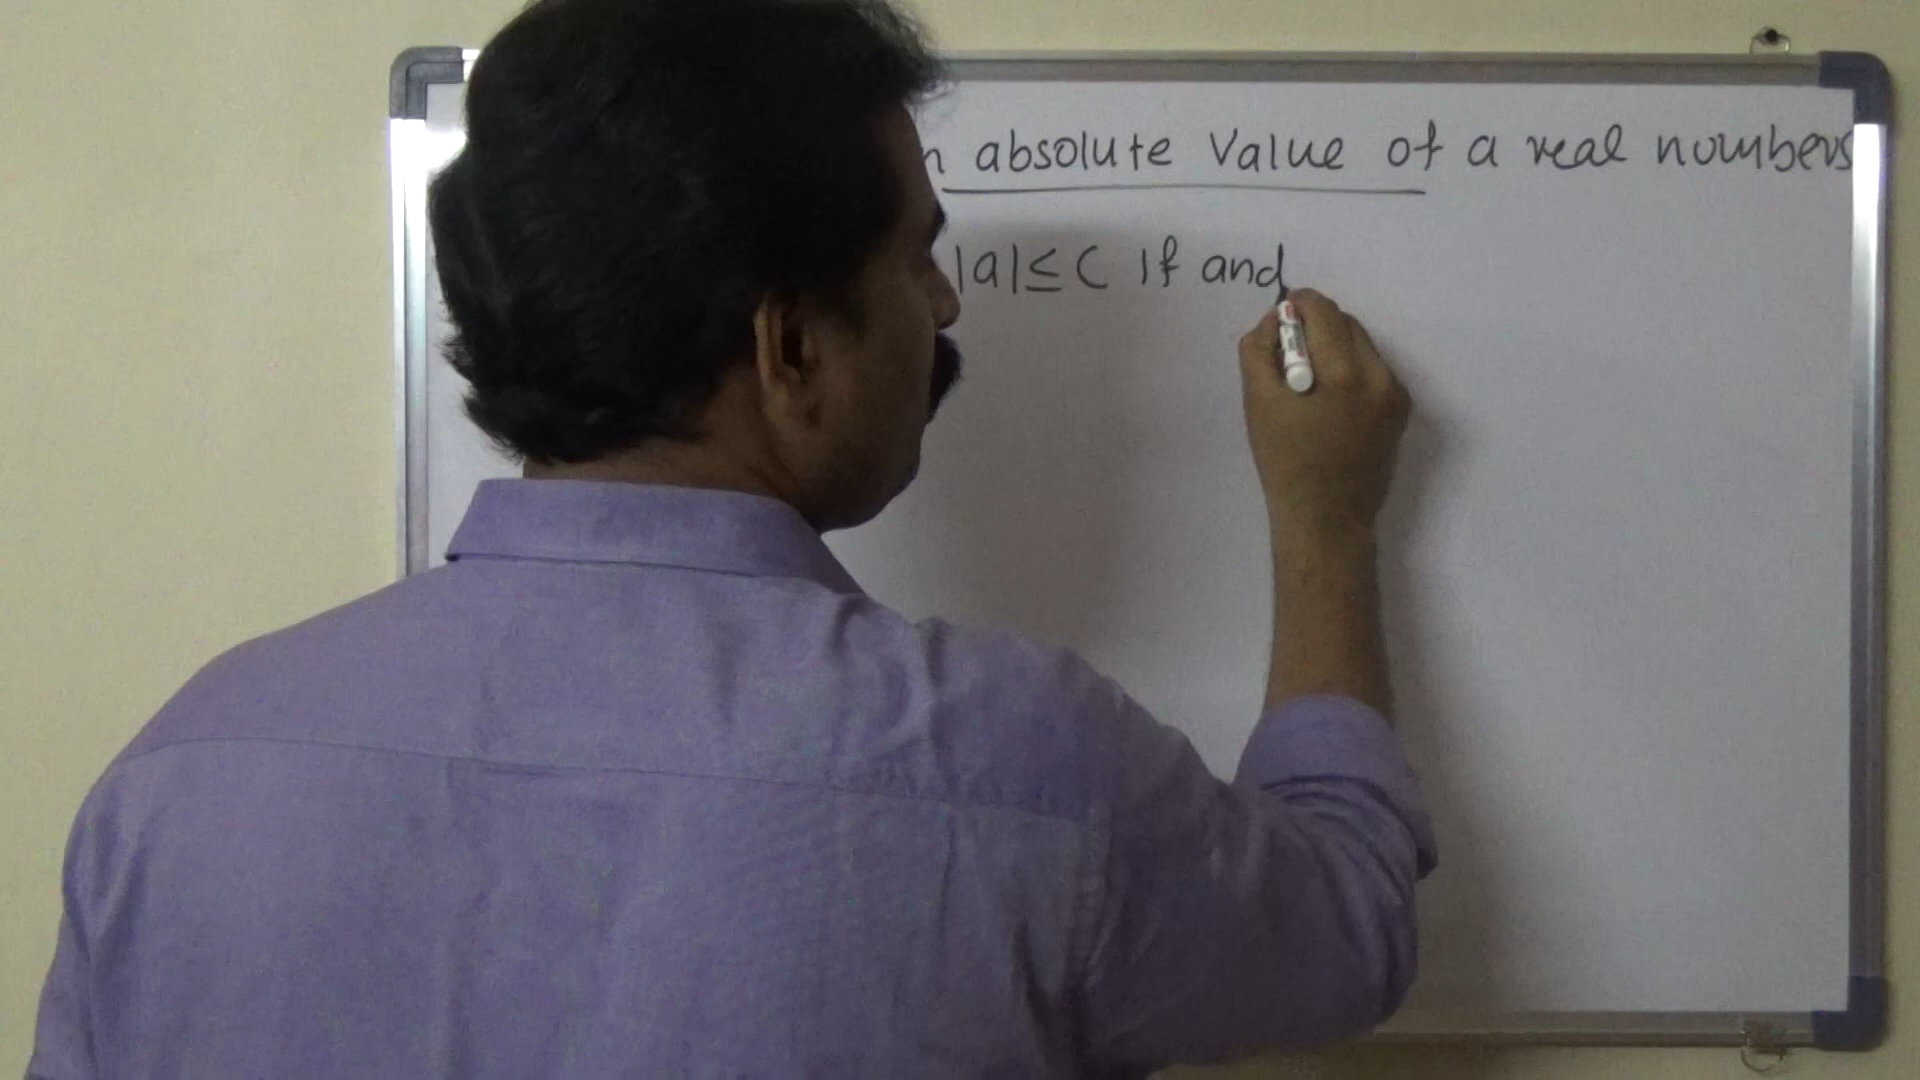 absolute Value of a real numbers
|a| ≤ C If and